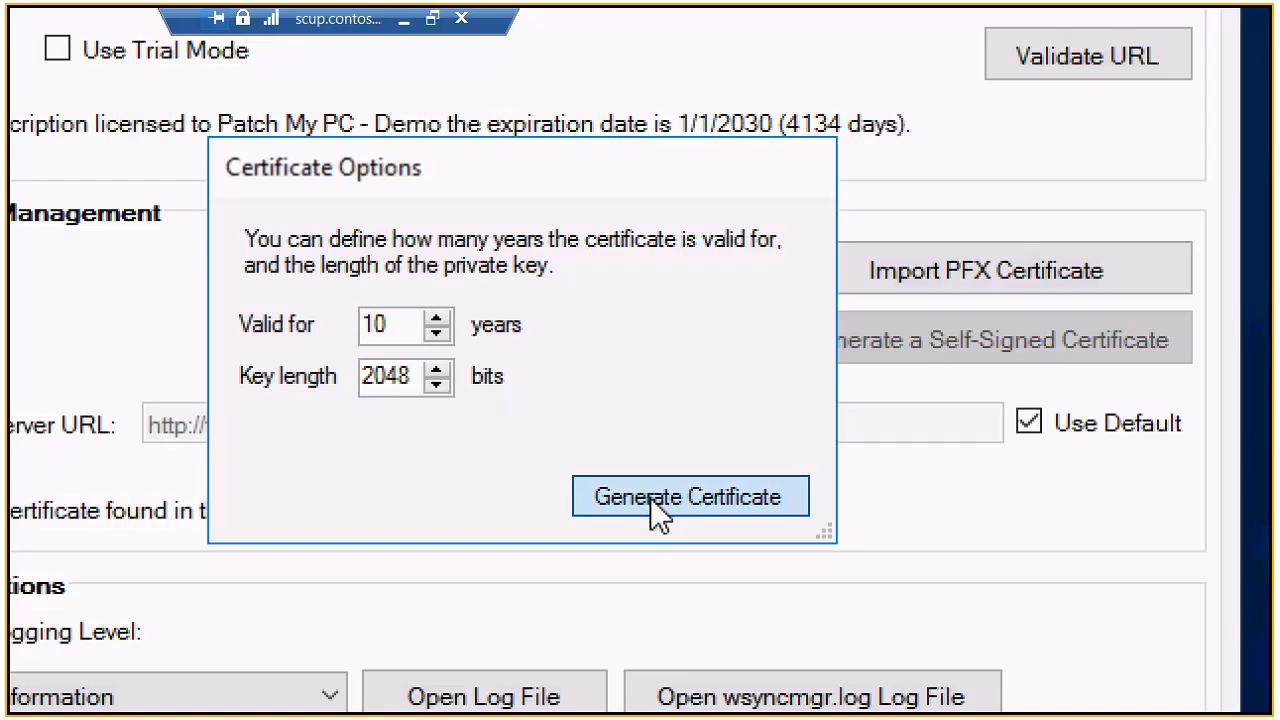 scup.contos...
Use Trial Mode
Validate URL
cription licensed to Patch My PC - Demo the expiration date is 1/1/2030 (4134 days).
Certificate Options
Management
You can define how many years the certificate is valid for,
and the length of the private key.
Import PFX Certificate
Valid for 10 years
nerate a Self-Signed Certificate
Key length 2048 bits
erver URL: http://
Use Default
Generate Certificate
ertificate found in t
tions
ogging Level:
formation
Open Log File
Open wsyncmgr.log Log File